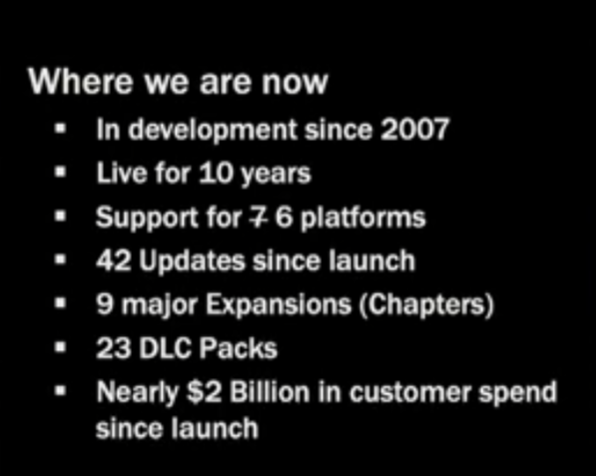 Where we are now
▪ In development since 2007
▪ Live for 10 years
▪ Support for 7 6 platforms
▪ 42 Updates since launch
▪ 9 major Expansions (Chapters)
▪ 23 DLC Packs
▪ Nearly $2 Billion in customer spend
since launch